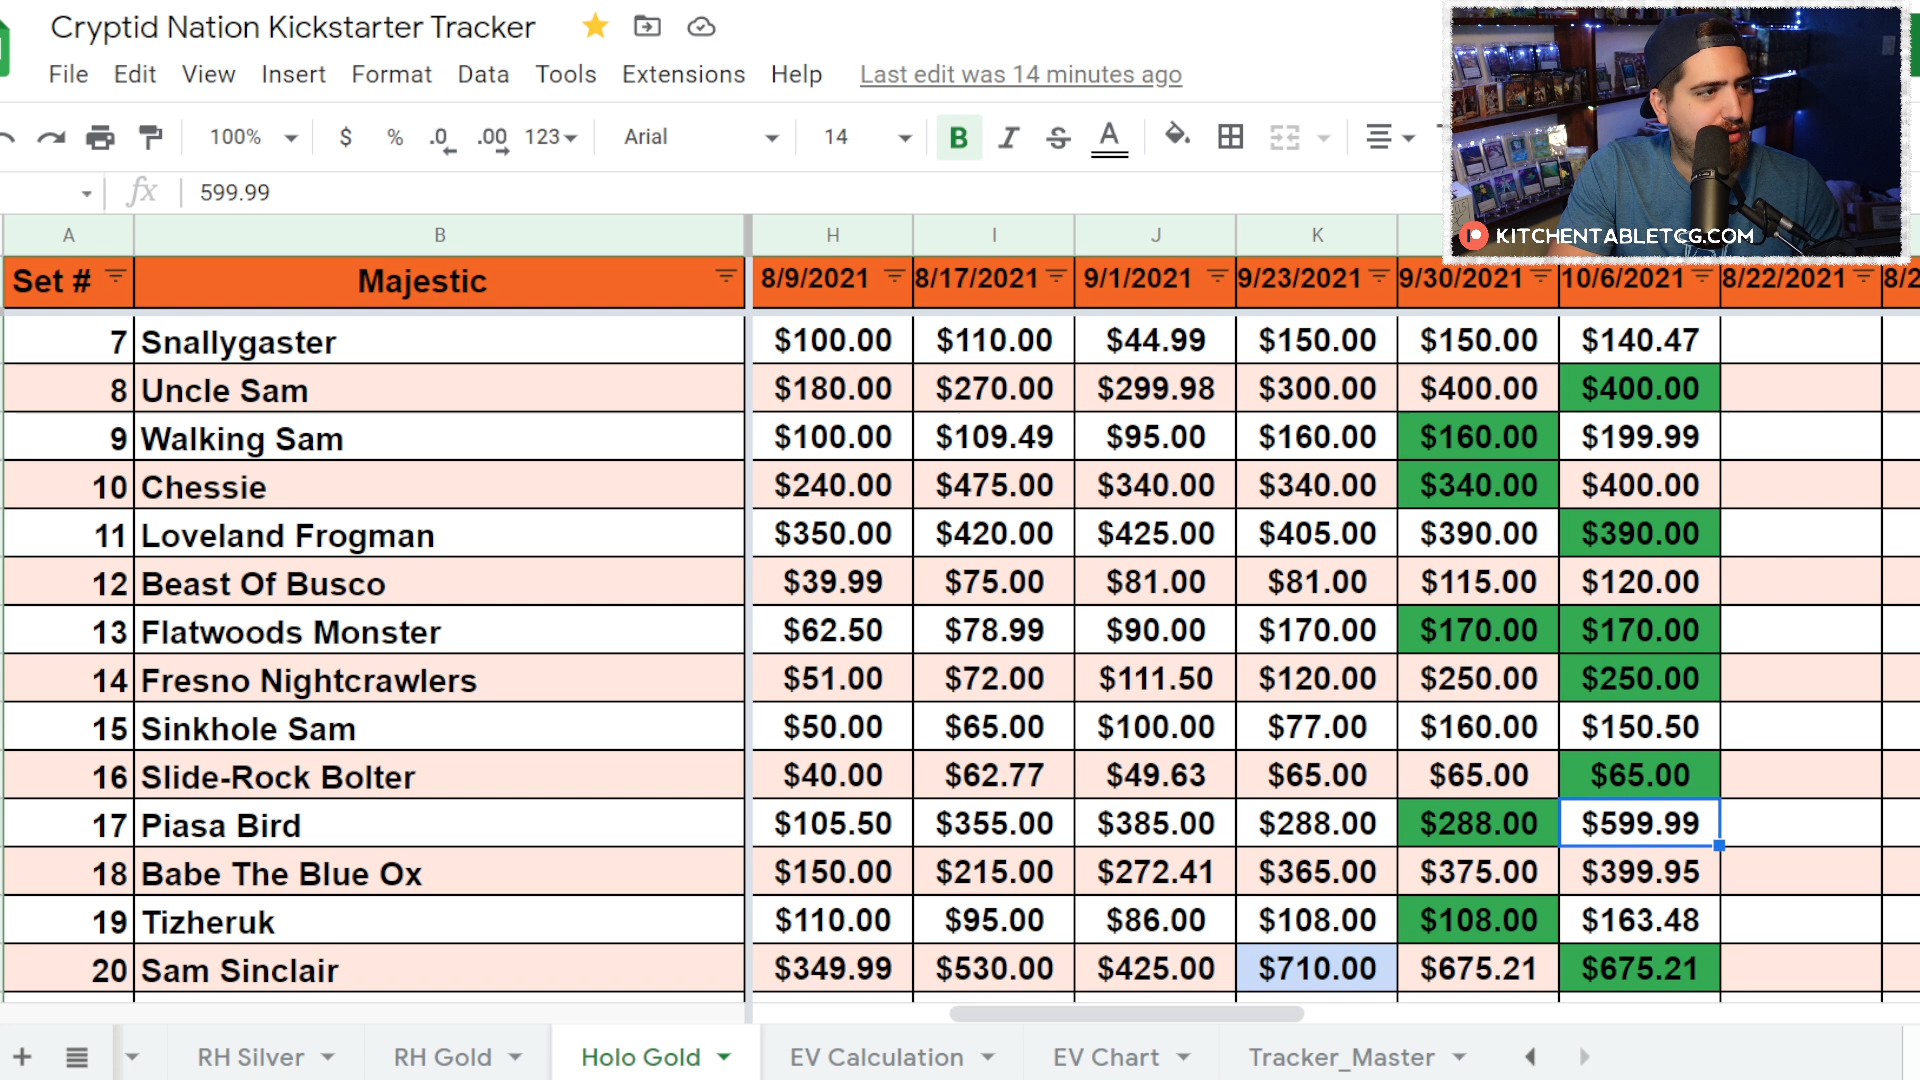 Cryptid Nation Kickstarter Tracker
File Edit View Insert Format Data Tools Extensions Help Last edit was 14 minutes ago
100% $ % .0 .00 123 Arial 14 B I S A
fx 599.99
KITCHENTABLETCG.COM
A B H I J K
Set # Majestic 8/9/2021 8/17/2021 9/1/2021 9/23/2021 9/30/2021 10/6/2021 8/22/2021 8/2
7 Snallygaster $100.00 $110.00 $44.99 $150.00 $150.00 $140.47
8 Uncle Sam $180.00 $270.00 $299.98 $300.00 $400.00 $400.00
9 Walking Sam $100.00 $109.49 $95.00 $160.00 $160.00 $199.99
10 Chessie $240.00 $475.00 $340.00 $340.00 $340.00 $400.00
11 Loveland Frogman $350.00 $420.00 $425.00 $405.00 $390.00 $390.00
12 Beast Of Busco $39.99 $75.00 $81.00 $81.00 $115.00 $120.00
13 Flatwoods Monster $62.50 $78.99 $90.00 $170.00 $170.00 $170.00
14 Fresno Nightcrawlers $51.00 $72.00 $111.50 $120.00 $250.00 $250.00
15 Sinkhole Sam $50.00 $65.00 $100.00 $77.00 $160.00 $150.50
16 Slide-Rock Bolter $40.00 $62.77 $49.63 $65.00 $65.00 $65.00
17 Piasa Bird $105.50 $355.00 $385.00 $288.00 $288.00 $599.99
18 Babe The Blue Ox $150.00 $215.00 $272.41 $365.00 $375.00 $399.95
19 Tizheruk $110.00 $95.00 $86.00 $108.00 $108.00 $163.48
20 Sam Sinclair $349.99 $530.00 $425.00 $710.00 $675.21 $675.21
RH Silver RH Gold Holo Gold EV Calculation EV Chart Tracker_Master